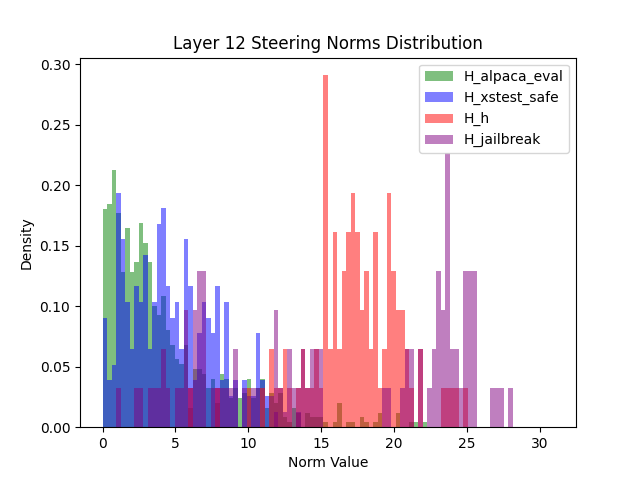 Layer 12 Steering Norms Distribution
H_alpaca_eval
H_xstest_safe
H_h
H_jailbreak
0.30
0.25
0.20
0.15
0.10
0.05
0.00
Density
0 5 10 15 20 25 30
Norm Value